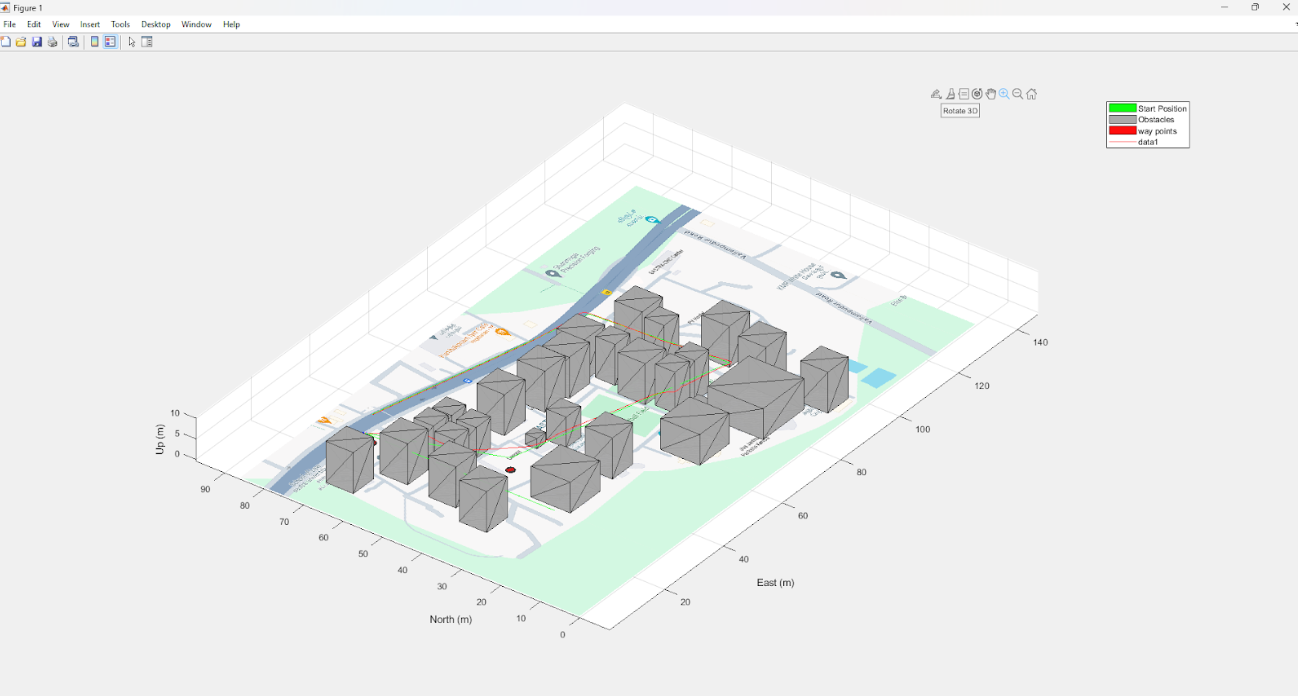 Figure 1
File Edit View Insert Tools Desktop Window Help
Rotate 3D
Start Position
Obstacles
way points
data1
Up (m)
10
5
0
90
80
70
60
50
40
30
20
10
0
North (m)
140
120
100
80
60
40
20
East (m)